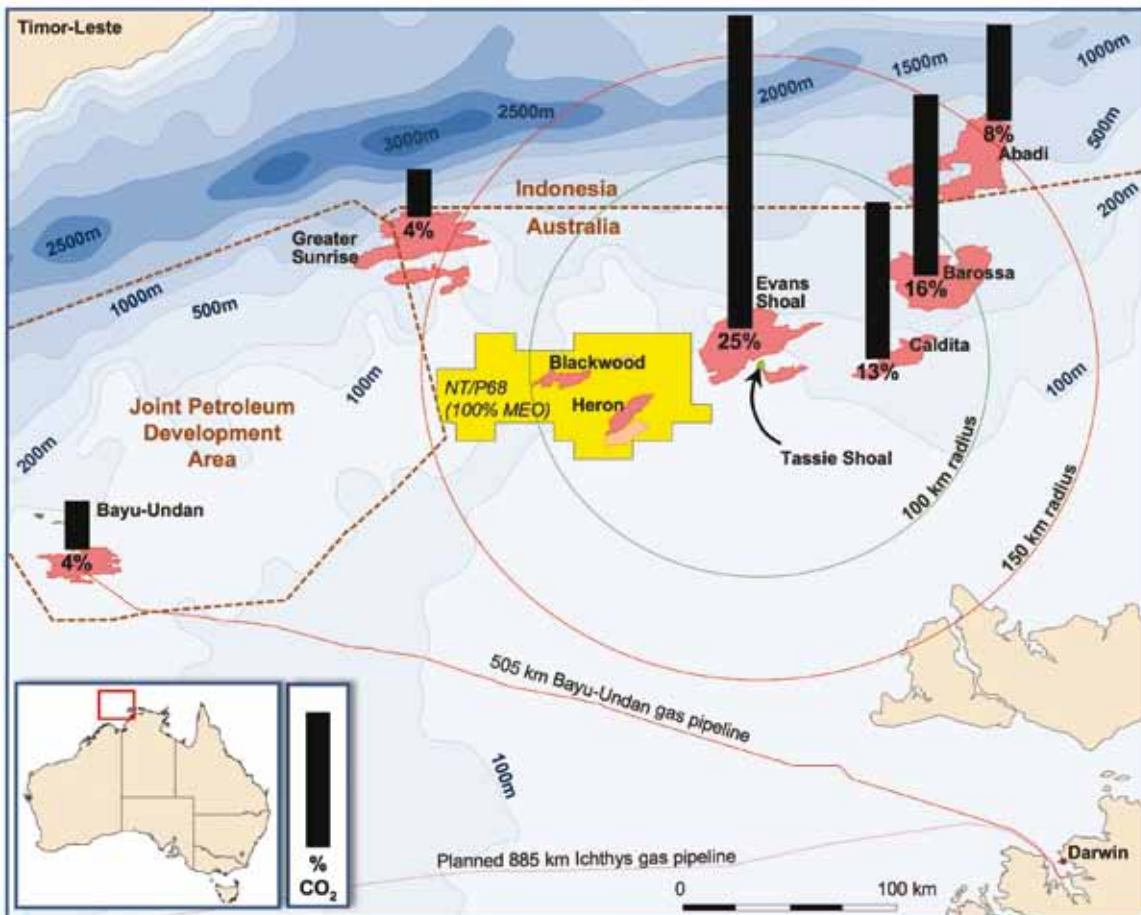 Timor-Leste
1000m
1500m
2000m
2500m
3000m
500m
8%
Abadi
200m
Indonesia
Australia
4%
Greater
Sunrise
2500m
1000m
500m
Evans
Shoal
25%
Barossa
16%
Caldita
13%
Blackwood
NT/P68
(100% MEO)
Heron
100m
100m
Joint Petroleum
Development
Area
200m
Tassie Shoal
100 km radius
150 km radius
Bayu-Undan
4%
505 km Bayu-Undan gas pipeline
100m
%
CO₂
Planned 885 km Ichthys gas pipeline
Darwin
0 100 km